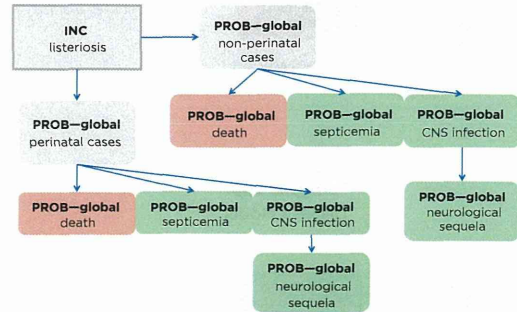 INC
listeriosis
PROB—global
non-perinatal
cases
PROB—global
perinatal cases
PROB—global
death
PROB—global
septicemia
PROB—global
CNS infection
PROB—global
neurological
sequela
PROB—global
death
PROB—global
septicemia
PROB—global
CNS infection
PROB—global
neurological
sequela